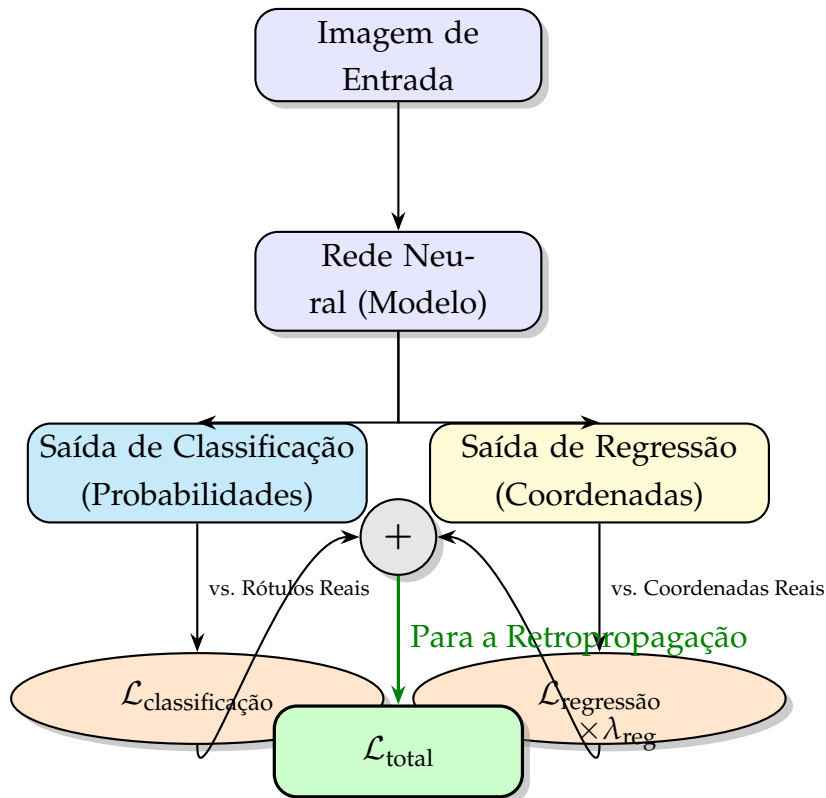 Imagem de
Entrada
Rede Neu-
ral (Modelo)
Saída de Classificação
(Probabilidades)
Saída de Regressão
(Coordenadas)
+
vs. Rótulos Reais
vs. Coordenadas Reais
Para a Retropropagação
ℒclassificação
ℒregressão
× λreg
ℒtotal